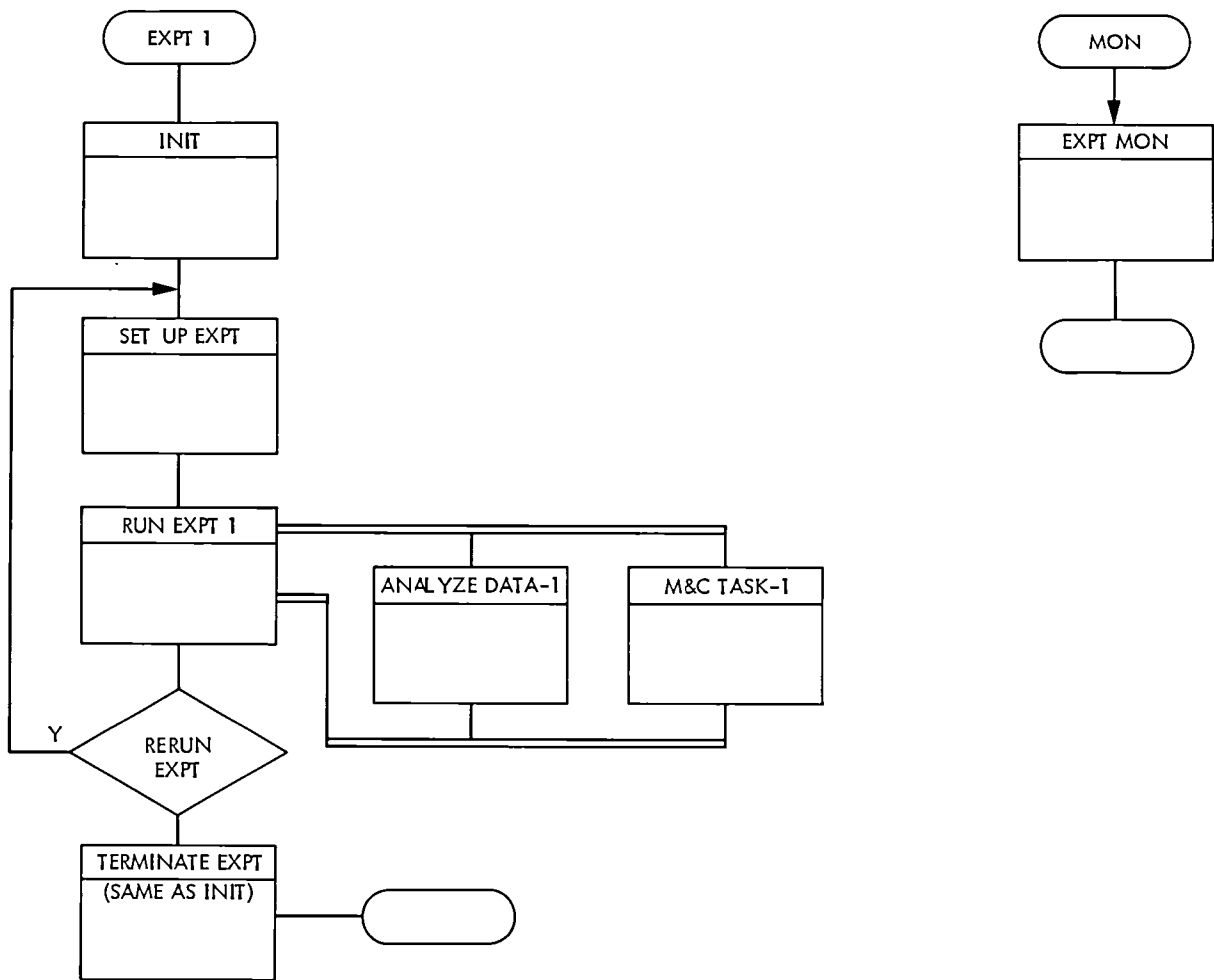 EXPT 1
MON
INIT
EXPT MON
SET UP EXPT
RUN EXPT 1
ANALYZE DATA-1
M&C TASK-1
Y
RERUN
EXPT
TERMINATE EXPT
(SAME AS INIT)